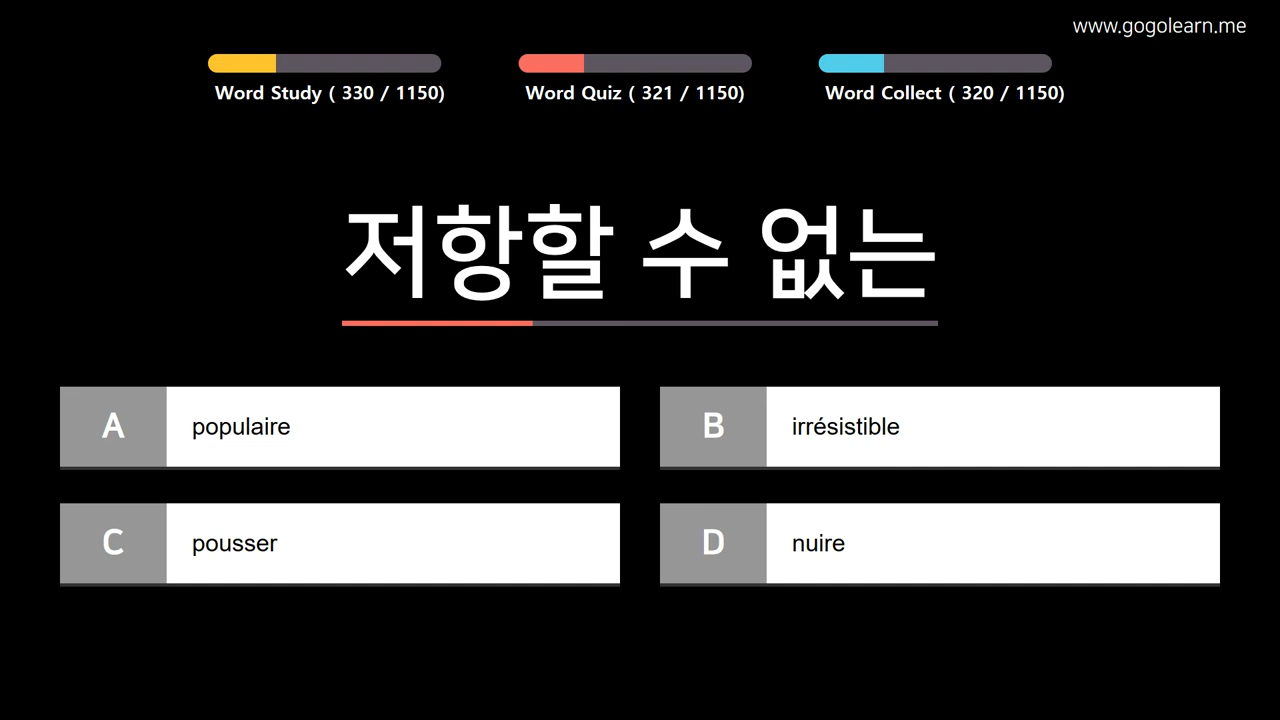 www.gogolearn.me
Word Study ( 330 / 1150)
Word Quiz ( 321 / 1150)
Word Collect ( 320 / 1150)
저항할 수 없는
A populaire
B irrésistible
C pousser
D nuire